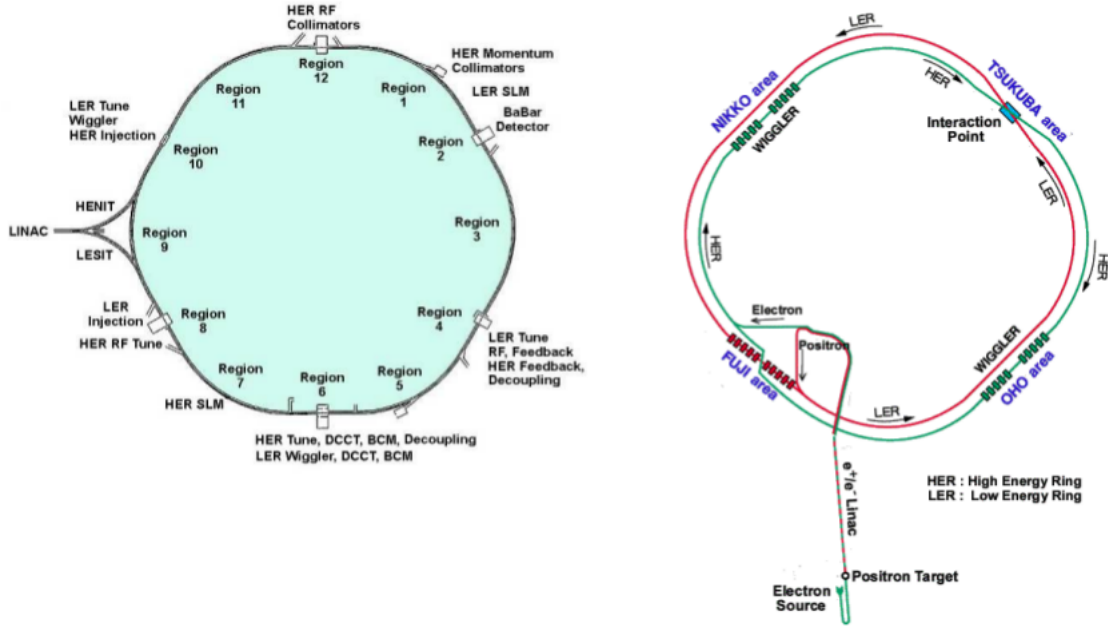 HER RF
Collimators
Region
12
HER Momentum
Collimators
Region
1
LER SLM
BaBar
Detector
Region
2
Region
11
LER Tune
Wiggler
HER Injection
Region
10
HENIT
LINAC
LESIT
Region
9
Region
3
LER
Injection
Region
8
HER RF Tune
Region
4
LER Tune
RF, Feedback
HER Feedback,
Decoupling
Region
7
Region
6
Region
5
HER SLM
HER Tune, DCCT, BCM, Decoupling
LER Wiggler, DCCT, BCM
LER
HER
NIKKO area
WIGGLER
TSUKUBA area
Interaction
Point
LER
HER
HER
Electron
Positron
FUJI area
WIGGLER
OHO area
LER
e+/e- Linac
HER : High Energy Ring
LER : Low Energy Ring
Positron Target
Electron
Source